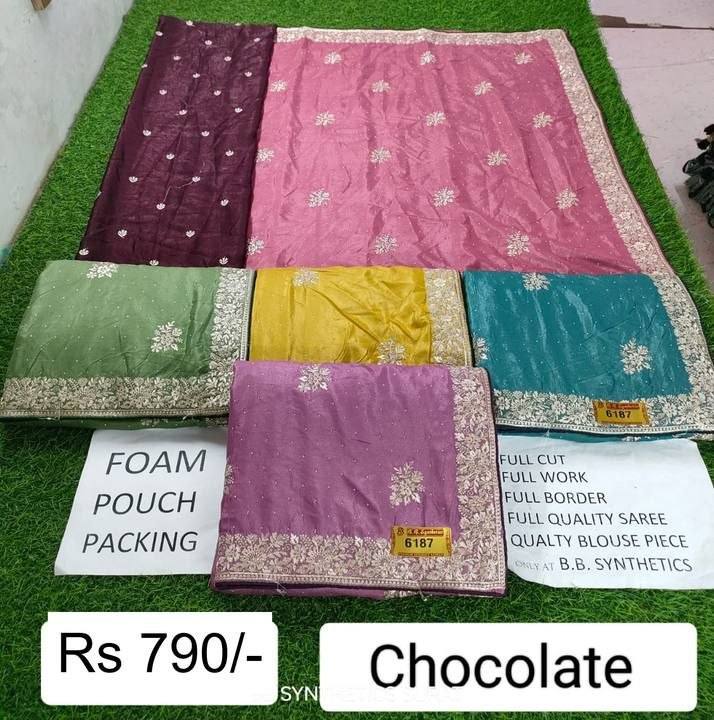 6187
6187
FOAM
POUCH
PACKING
FULL CUT
FULL WORK
FULL BORDER
FULL QUALITY SAREE
QUALTY BLOUSE PIECE
ONLY AT B.B. SYNTHETICS
Rs 790/-
Chocolate